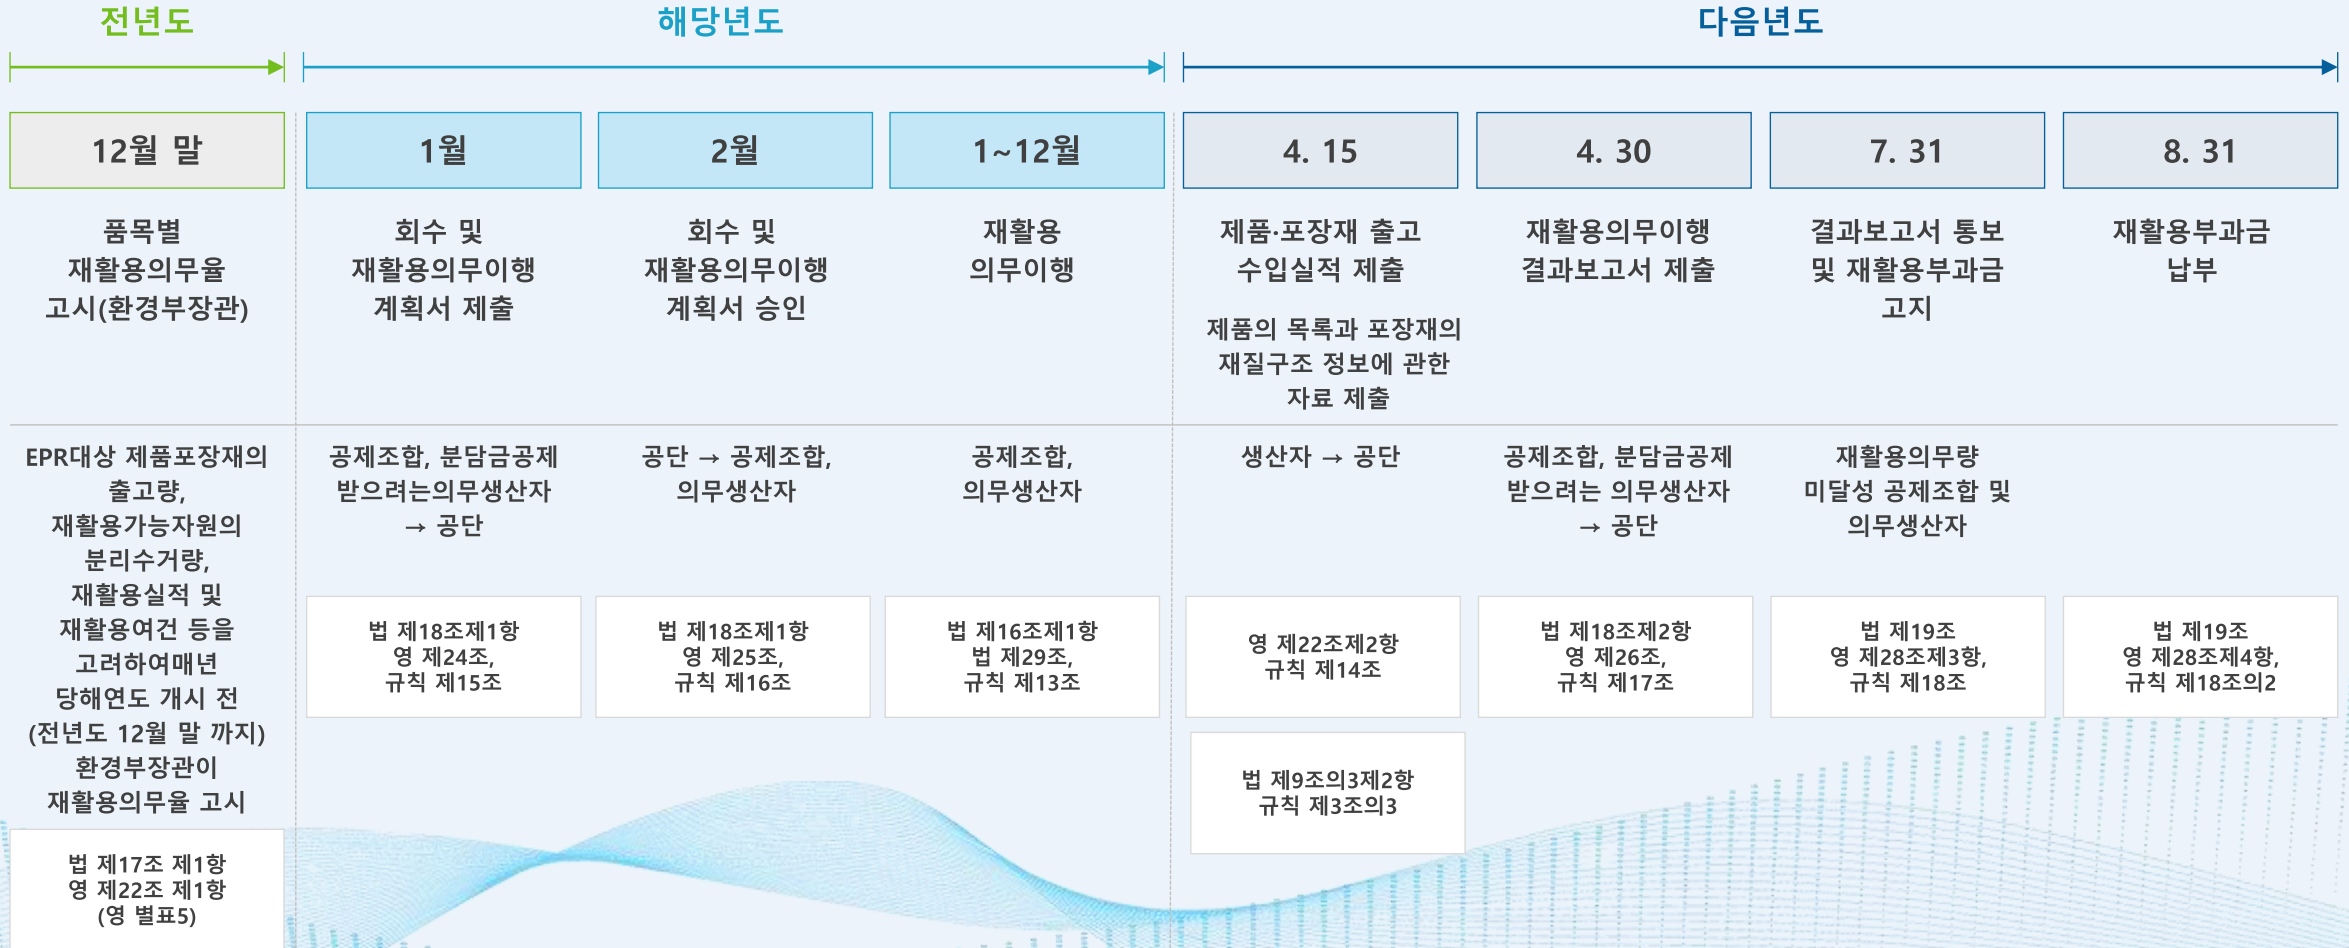 전년도
해당년도
다음년도
12월 말
1월
2월
1~12월
4. 15
4. 30
7. 31
8. 31
품목별
재활용의무율
고시(환경부장관)
회수 및
재활용의무이행
계획서 제출
회수 및
재활용의무이행
계획서 승인
재활용
의무이행
제품·포장재 출고
수입실적 제출
제품의 목록과 포장재의
재질구조 정보에 관한
자료 제출
재활용의무이행
결과보고서 제출
결과보고서 통보
및 재활용부과금
고지
재활용부과금
납부
EPR대상 제품포장재의
출고량,
재활용가능자원의
분리수거량,
재활용실적 및
재활용여건 등을
고려하여매년
당해연도 개시 전
(전년도 12월 말 까지)
환경부장관이
재활용의무율 고시
공제조합, 분담금공제
받으려는의무생산자
→ 공단
공단 → 공제조합,
의무생산자
공제조합,
의무생산자
생산자 → 공단
공제조합, 분담금공제
받으려는 의무생산자
→ 공단
재활용의무량
미달성 공제조합 및
의무생산자
법 제17조 제1항
영 제22조 제1항
(영 별표5)
법 제18조제1항
영 제24조,
규칙 제15조
법 제18조제1항
영 제25조,
규칙 제16조
법 제16조제1항
법 제29조,
규칙 제13조
영 제22조제2항
규칙 제14조
법 제9조의3제2항
규칙 제3조의3
법 제18조제2항
영 제26조,
규칙 제17조
법 제19조
영 제28조제3항,
규칙 제18조
법 제19조
영 제28조제4항,
규칙 제18조의2